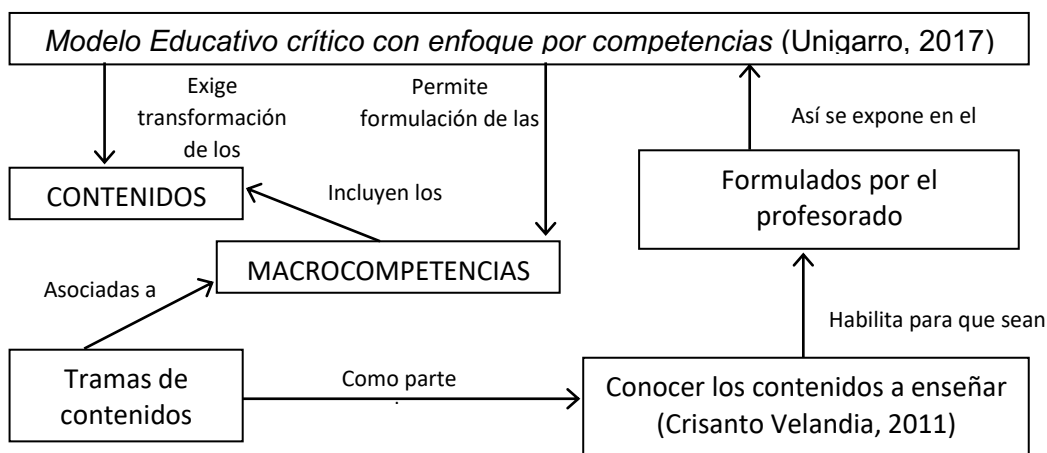 Modelo Educativo crítico con enfoque por competencias (Unigarro, 2017)
Exige
transformación
de los
Permite
formulación de las
Así se expone en el
CONTENIDOS
Incluyen los
Formulados por el
profesorado
MACROCOMPETENCIAS
Asociadas a
Habilita para que sean
Tramas de
contenidos
Como parte
.
Conocer los contenidos a enseñar
(Crisanto Velandia, 2011)